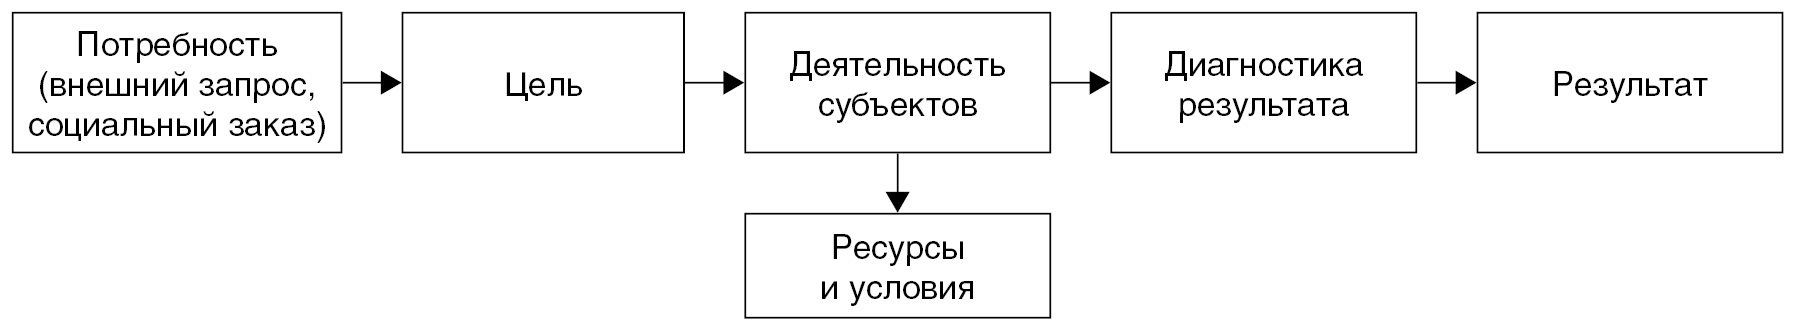 Потребность
(внешний запрос,
социальный заказ)
Цель
Деятельность
субъектов
Диагностика
результата
Результат
Ресурсы
и условия